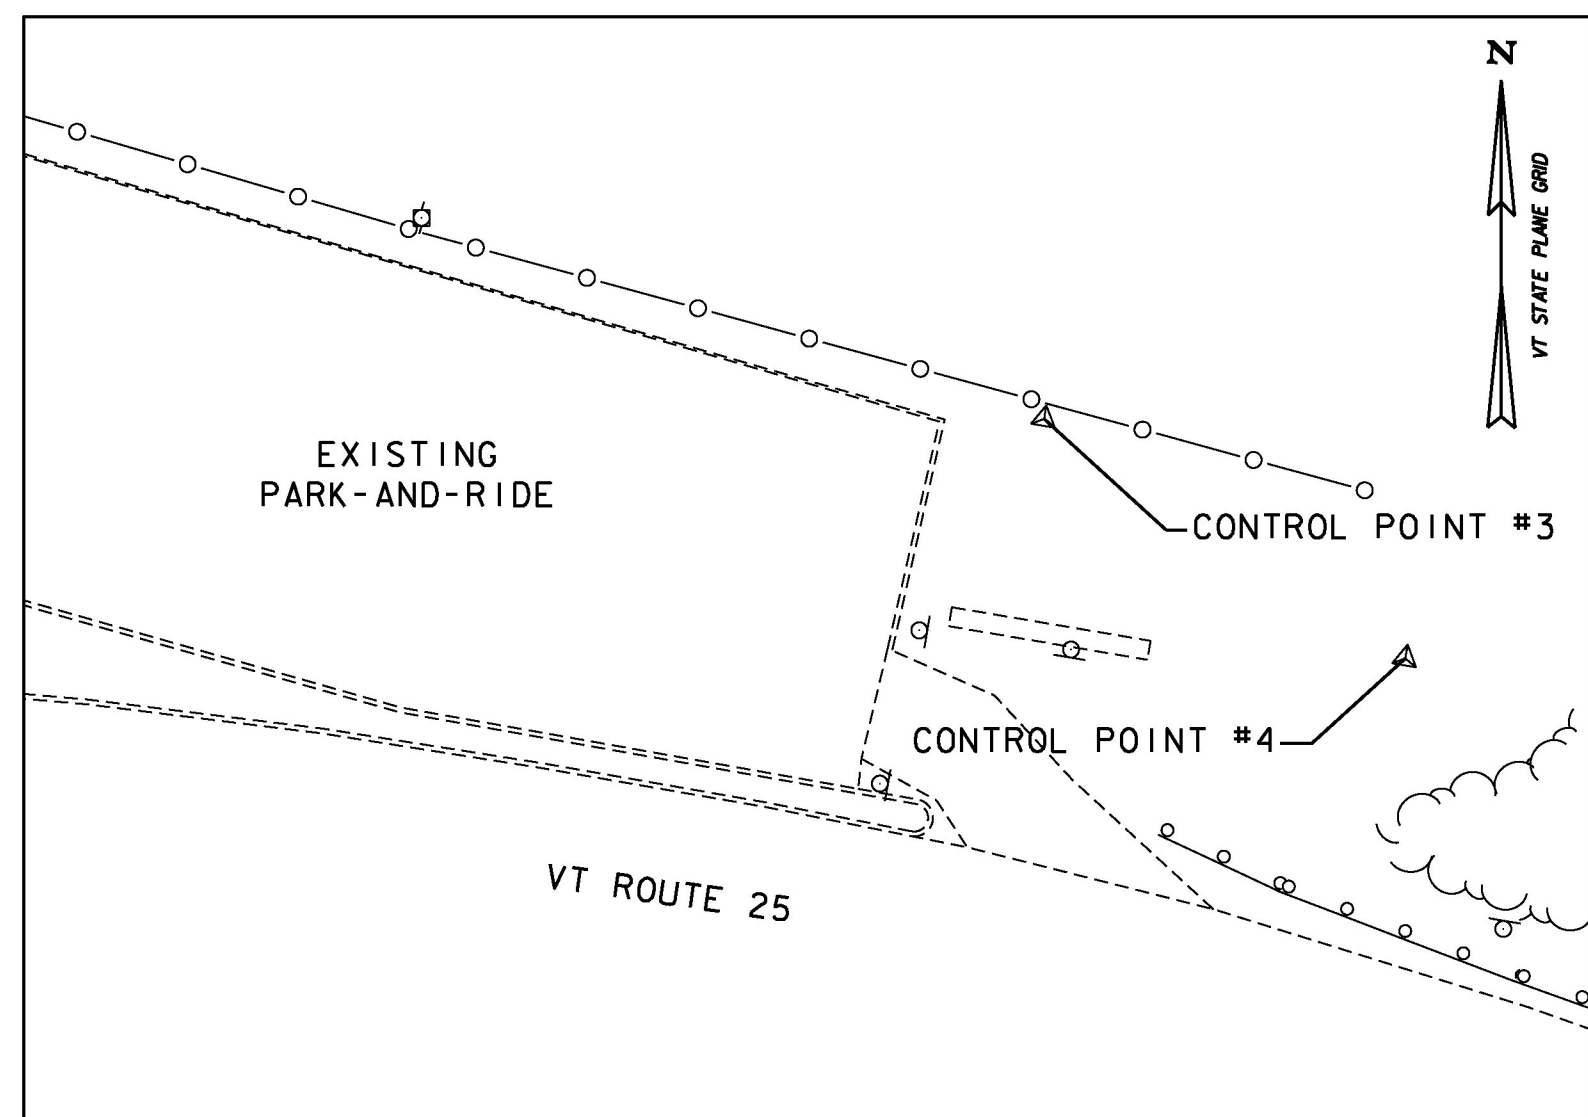 N
VT STATE PLANE GRID
EXISTING
PARK-AND-RIDE
CONTROL POINT #3
CONTROL POINT #4
VT ROUTE 25